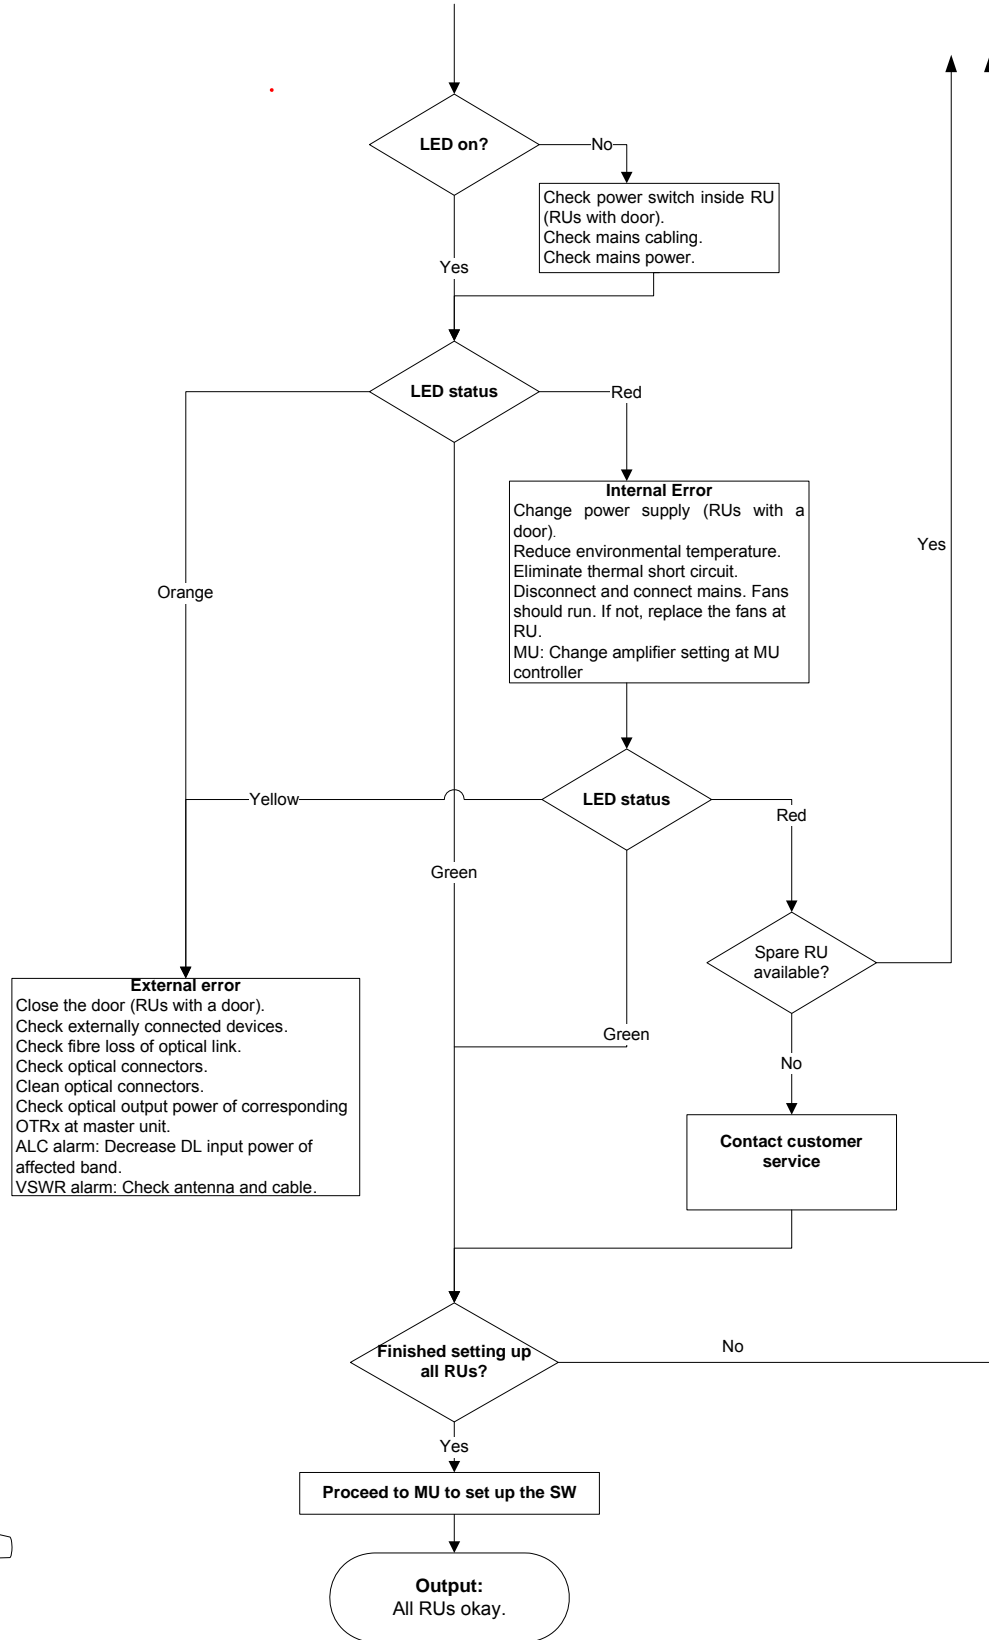 LED on?
No
Check power switch inside RU
(RUs with door).
Check mains cabling.
Check mains power.
Yes
LED status
Red
Internal Error
Change power supply (RUs with a
door).
Reduce environmental temperature.
Eliminate thermal short circuit.
Disconnect and connect mains. Fans
should run. If not, replace the fans at
RU.
MU: Change amplifier setting at MU
controller
Yes
Orange
LED status
Yellow
Red
Green
Spare RU
available?
External error
Close the door (RUs with a door).
Check externally connected devices.
Check fibre loss of optical link.
Check optical connectors.
Clean optical connectors.
Check optical output power of corresponding
OTRx at master unit.
ALC alarm: Decrease DL input power of
affected band.
VSWR alarm: Check antenna and cable.
Green
No
Contact customer
service
Finished setting up
all RUs?
No
Yes
Proceed to MU to set up the SW
Output:
All RUs okay.